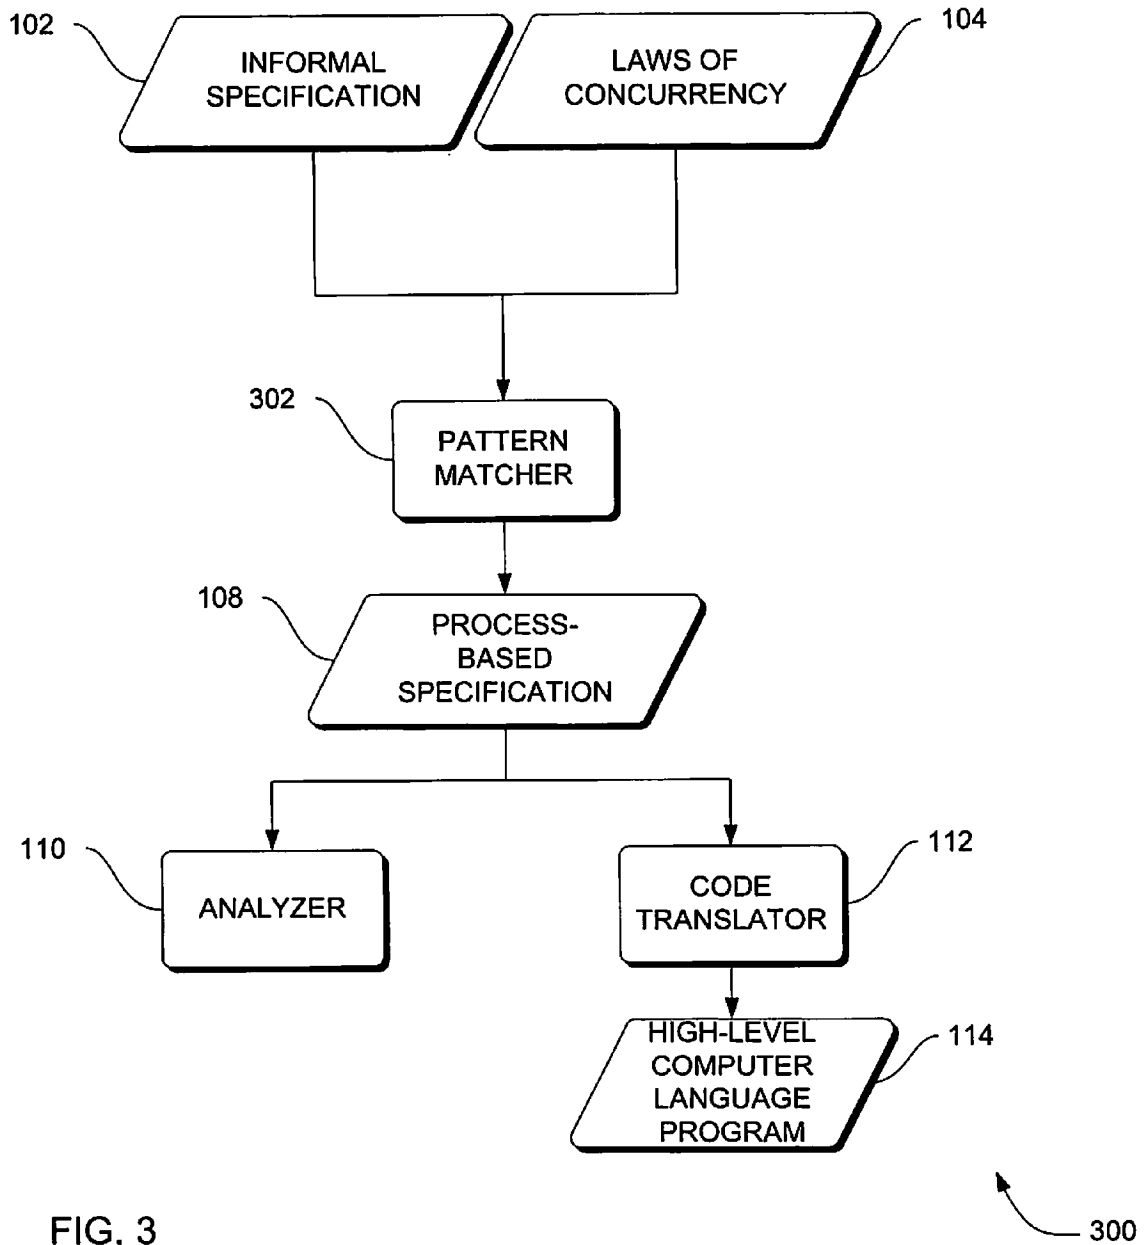 102
INFORMAL
SPECIFICATION
LAWS OF
CONCURRENCY
104
302
PATTERN
MATCHER
108
PROCESS-
BASED
SPECIFICATION
110
ANALYZER
CODE
TRANSLATOR
112
HIGH-LEVEL
COMPUTER
LANGUAGE
PROGRAM
114
FIG. 3
300